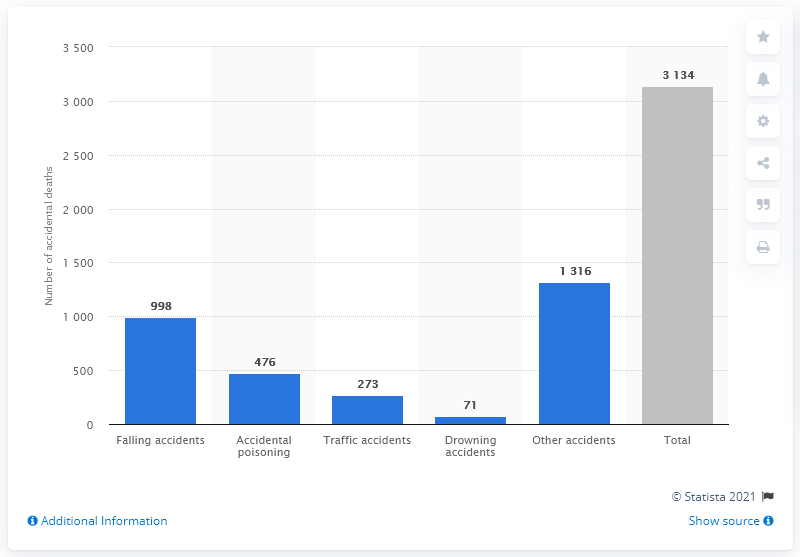 3 500
3 000
2 500
2 000
1 500
1 000
500
0
Number of accidental deaths
998
476
273
71
1 316
3 134
Falling accidents
Accidental
poisoning
Traffic accidents
Drowning
accidents
Other accidents
Total
© Statista 2021
Additional Information
Show source